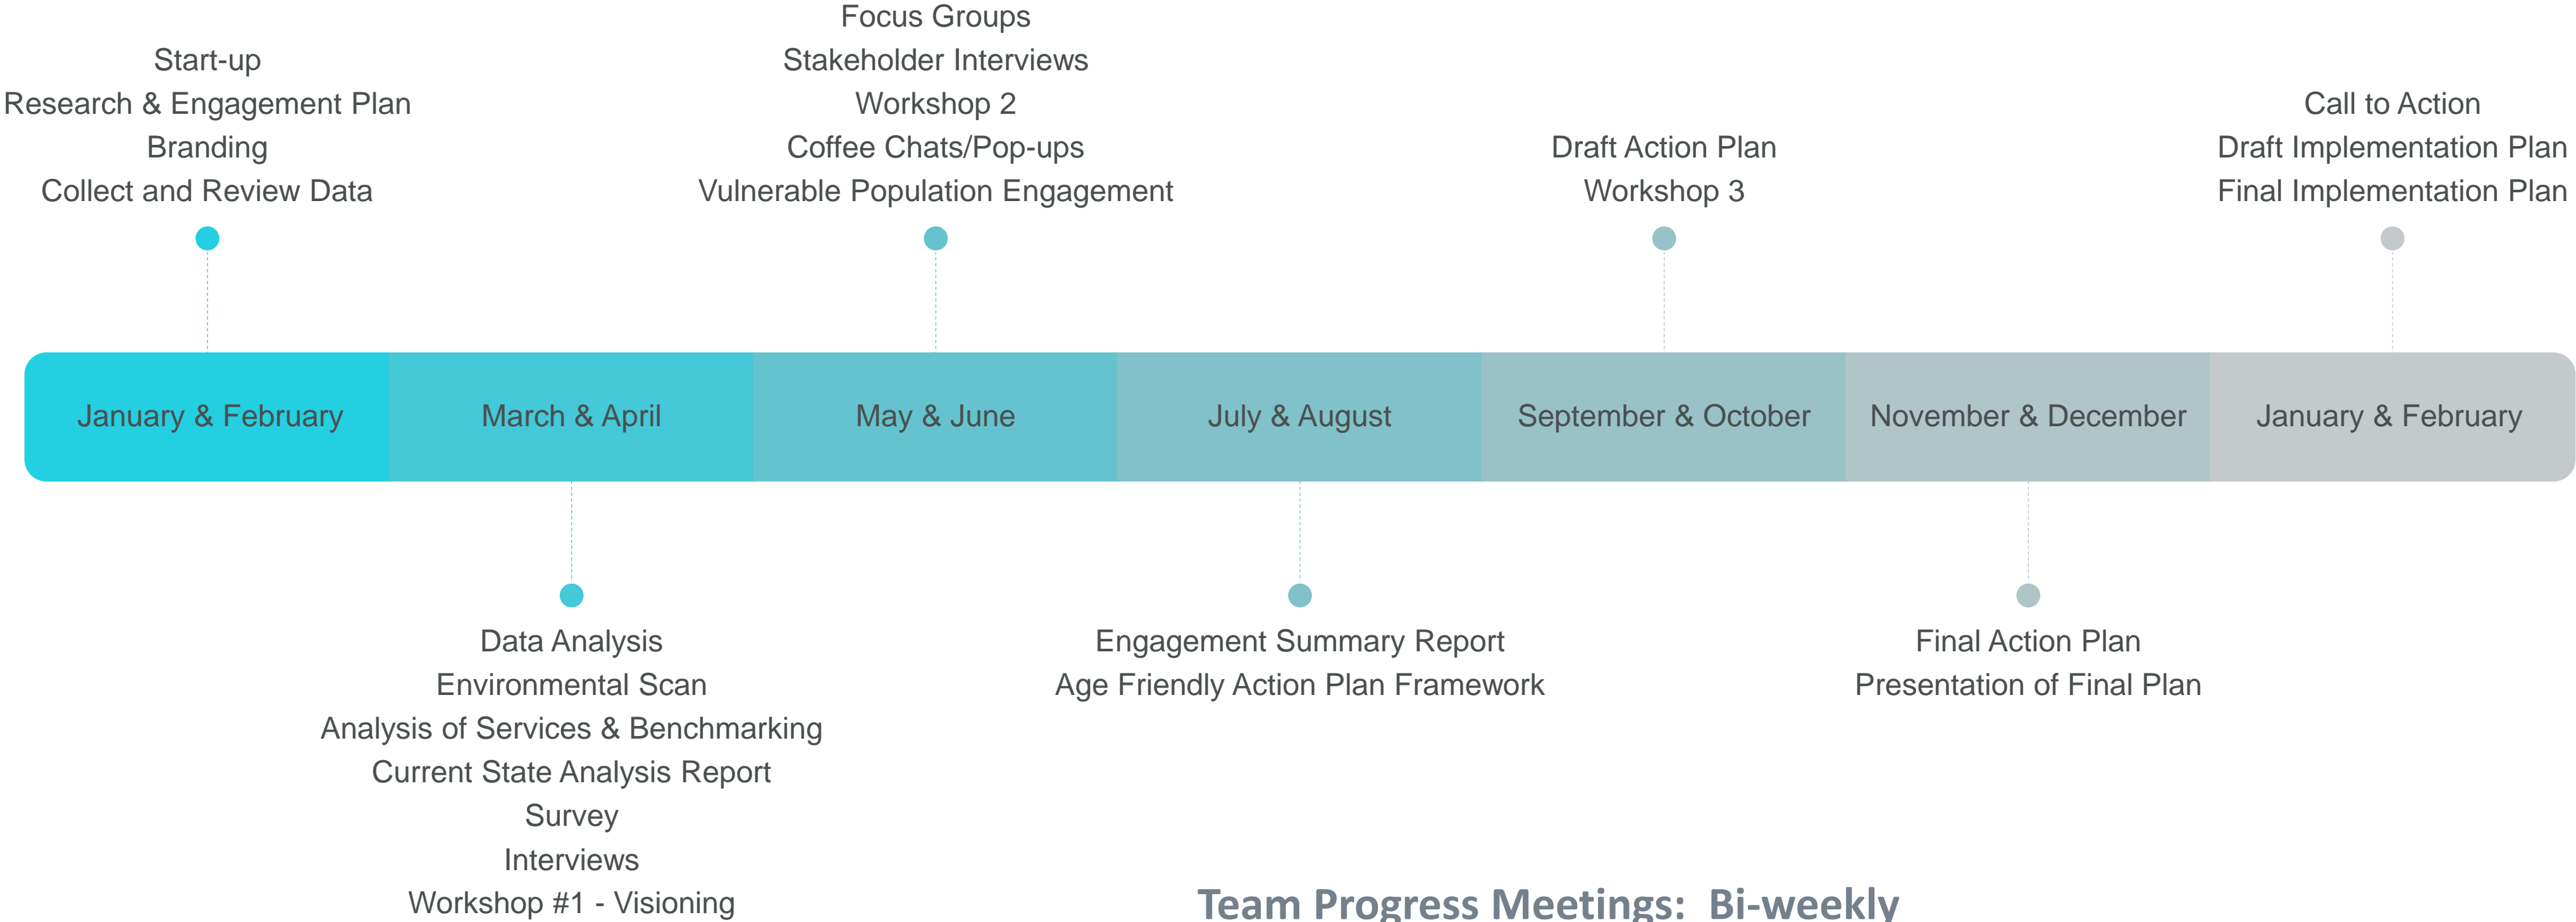 Start-up
Research & Engagement Plan
Branding
Collect and Review Data
Focus Groups
Stakeholder Interviews
Workshop 2
Coffee Chats/Pop-ups
Vulnerable Population Engagement
Draft Action Plan
Workshop 3
Call to Action
Draft Implementation Plan
Final Implementation Plan
January & February
March & April
May & June
July & August
September & October
November & December
January & February
Data Analysis
Environmental Scan
Analysis of Services & Benchmarking
Current State Analysis Report
Survey
Interviews
Workshop #1 - Visioning
Engagement Summary Report
Age Friendly Action Plan Framework
Final Action Plan
Presentation of Final Plan
Team Progress Meetings: Bi-weekly